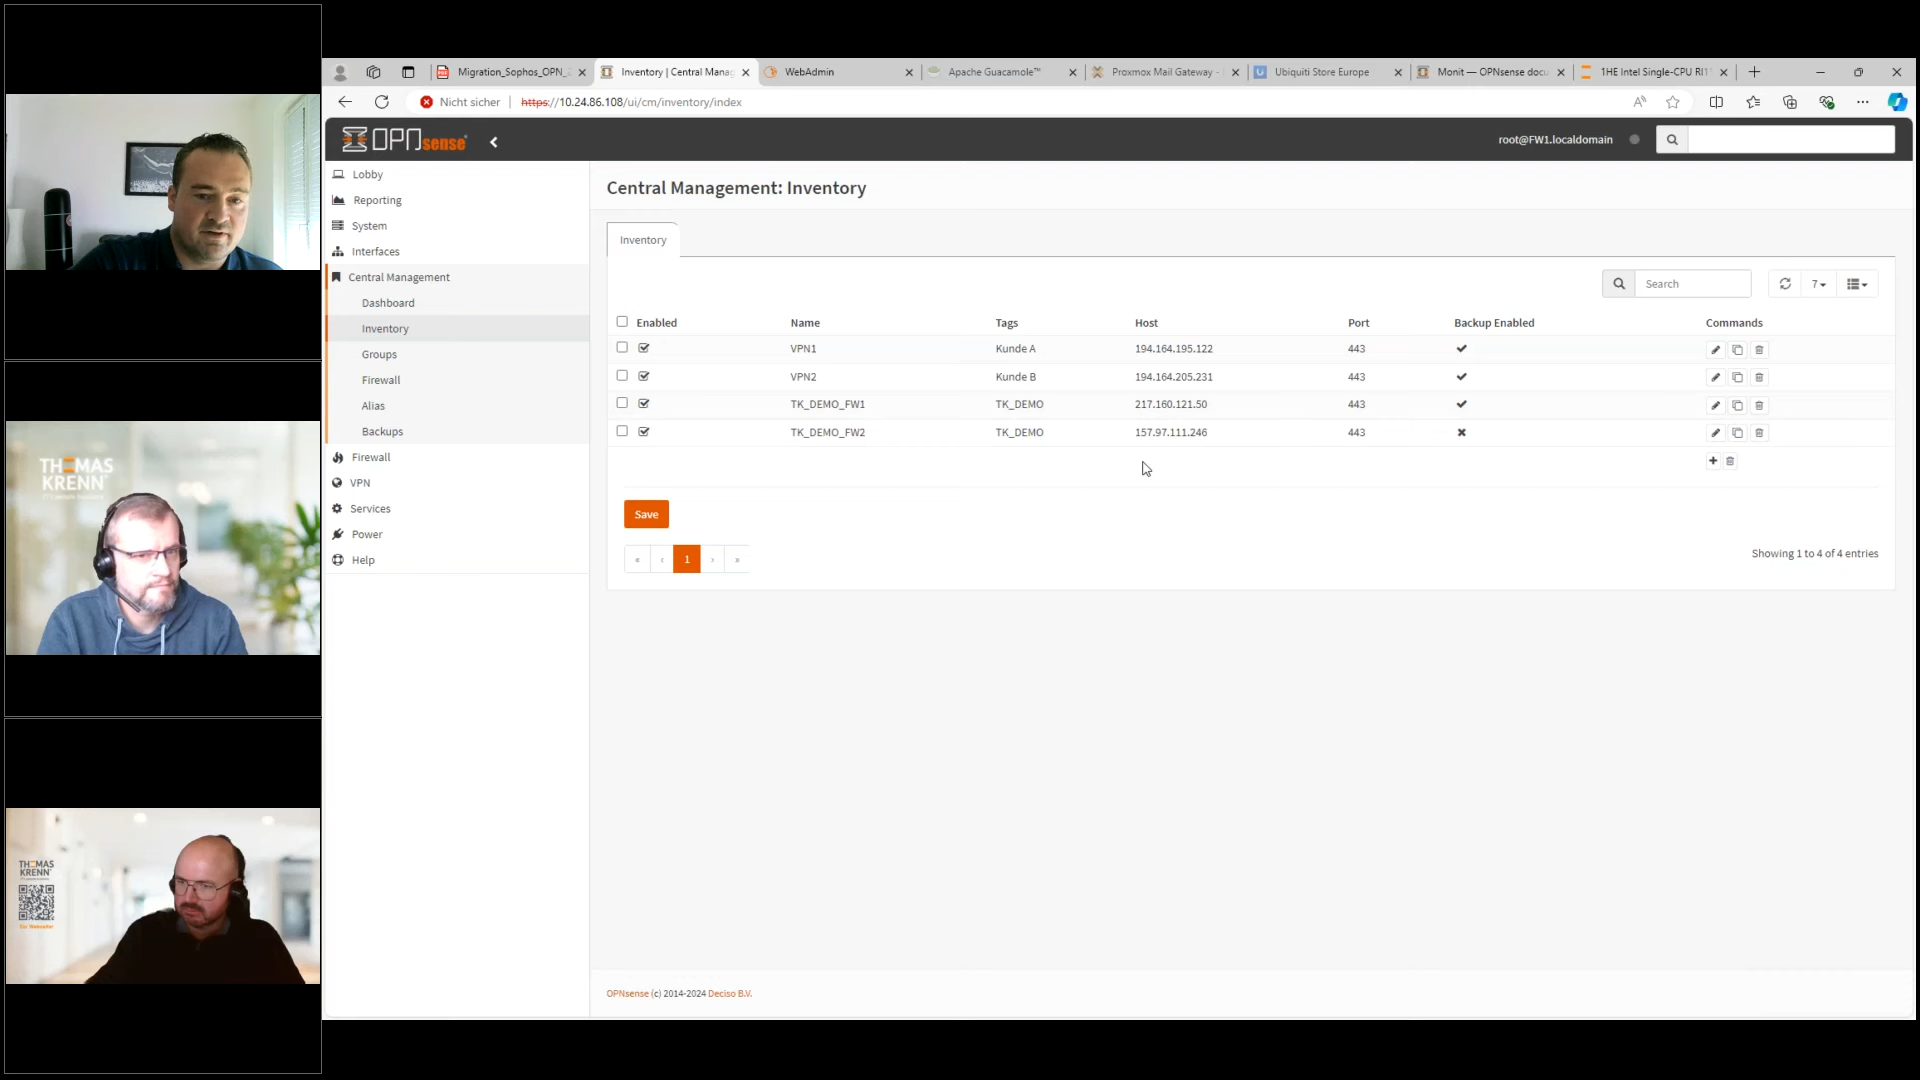 Migration_Sophos_OPN_
Inventory | Central Manag
WebAdmin
Apache Guacamole™
Proxmox Mail Gateway -
Ubiquiti Store Europe
Monit — OPNsense docu
1HE Intel Single-CPU RI1
Nicht sicher
https://10.24.86.108/ui/cm/inventory/index
OPNsense
root@FW1.localdomain
Lobby
Reporting
System
Interfaces
Central Management
Dashboard
Inventory
Groups
Firewall
Alias
Backups
Firewall
VPN
Services
Power
Help
Central Management: Inventory
Inventory
Search
7
Enabled Name Tags Host Port Backup Enabled Commands
VPN1 Kunde A 194.164.195.122 443
VPN2 Kunde B 194.164.205.231 443
TK_DEMO_FW1 TK_DEMO 217.160.121.50 443
TK_DEMO_FW2 TK_DEMO 157.97.111.246 443
Save
« ‹ 1 › »
Showing 1 to 4 of 4 entries
OPNsense (c) 2014-2024 Deciso B.V.
THOMAS
KRENN
THOMAS
KRENN